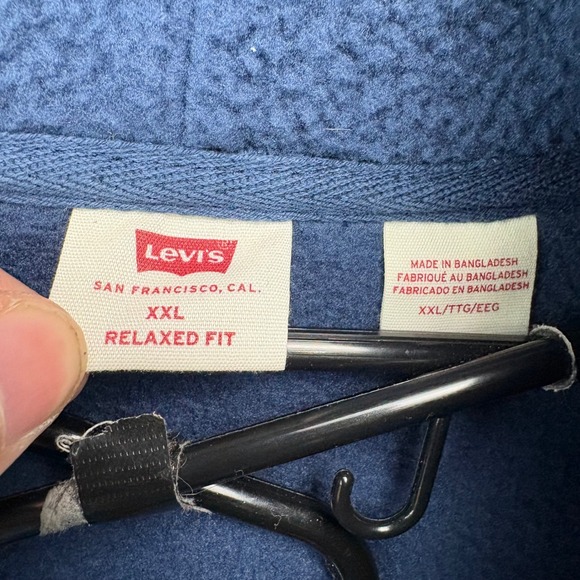 Levi's
SAN FRANCISCO, CAL.
XXL
RELAXED FIT
MADE IN BANGLADESH
FABRIQUÉ AU BANGLADESH
FABRICADO EN BANGLADESH
XXL/TTG/EEG